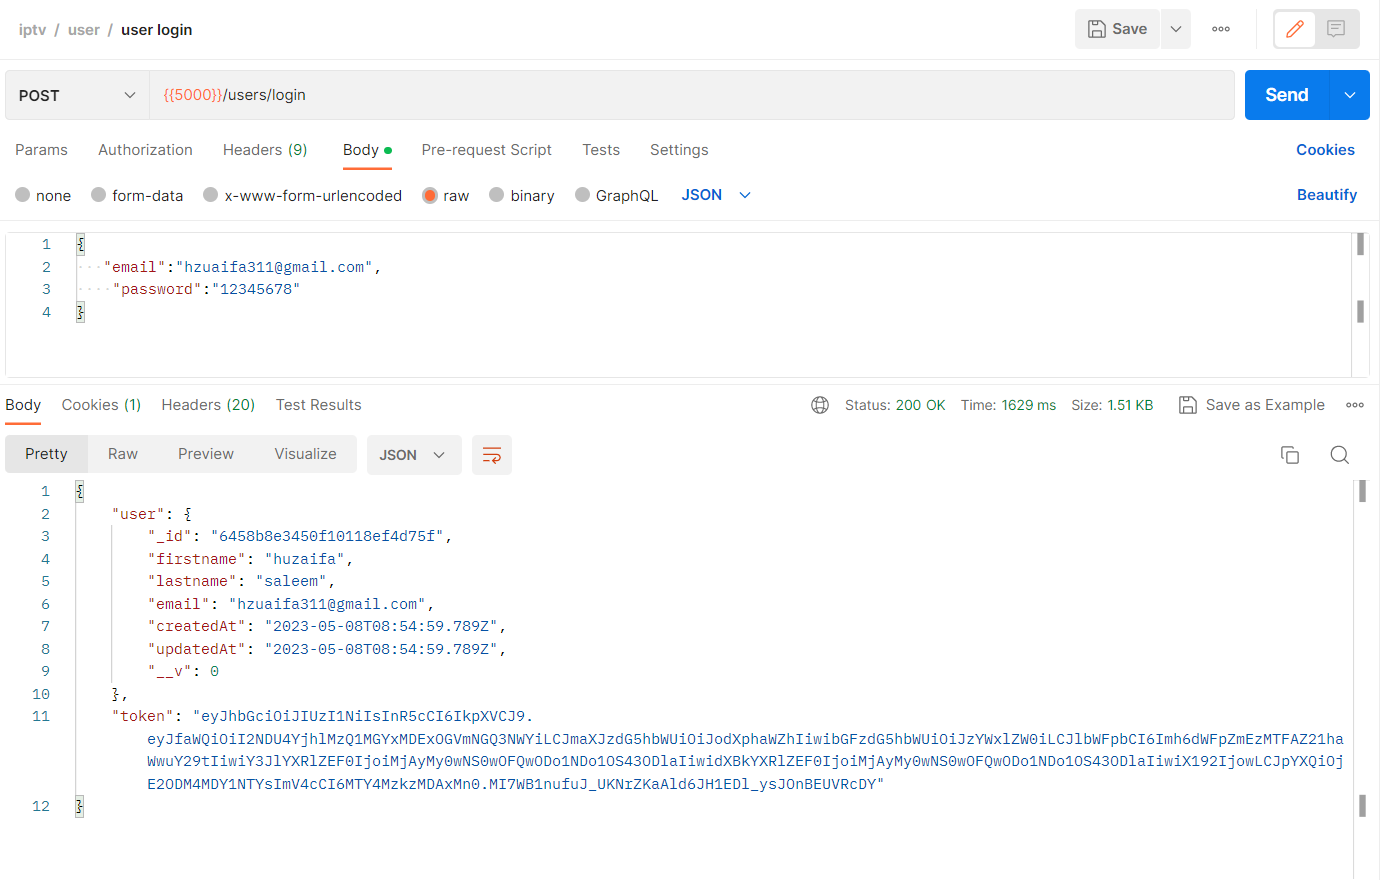 iptv / user / user login
Save
POST
{{5000}}/users/login
Send
Params Authorization Headers (9) Body Pre-request Script Tests Settings Cookies
none form-data x-www-form-urlencoded raw binary GraphQL JSON Beautify
1 {
2 "email":"hzuaifa311@gmail.com",
3 "password":"12345678"
4 }
Body Cookies (1) Headers (20) Test Results Status: 200 OK Time: 1629 ms Size: 1.51 KB Save as Example
Pretty Raw Preview Visualize JSON
1 {
2 "user": {
3 "_id": "6458b8e3450f10118ef4d75f",
4 "firstname": "huzaifa",
5 "lastname": "saleem",
6 "email": "hzuaifa311@gmail.com",
7 "createdAt": "2023-05-08T08:54:59.789Z",
8 "updatedAt": "2023-05-08T08:54:59.789Z",
9 "__v": 0
10 },
11 "token": "eyJhbGciOiJIUzI1NiIsInR5cCI6IkpXVCJ9.
eyJfaWQiOiI2NDU4YjhlMzQ1MGYxMDExOGVmNGQ3NWYiLCJmaXJzdG5hbWUiOiJodXphaWZhIiwibGFzdG5hbWUiOiJzYWxlZW0iLCJlbWFpbCI6Imh6dWFpZmEzMTFAZ21ha
WwuY29tIiwiY3JlYXRlZEF0IjoiMjAyMy0wNS0wOFQwODo1NDo1OS43ODlaIiwidXBkYXRlZEF0IjoiMjAyMy0wNS0wOFQwODo1NDo1OS43ODlaIiwiX192IjowLCJpYXQiOj
E2ODM4MDY1NTYsImV4cCI6MTY4MzkzMDAxMn0.MI7WB1nufuJ_UKNrZKaAld6JH1EDl_ysJOnBEUVRcDY"
12 }